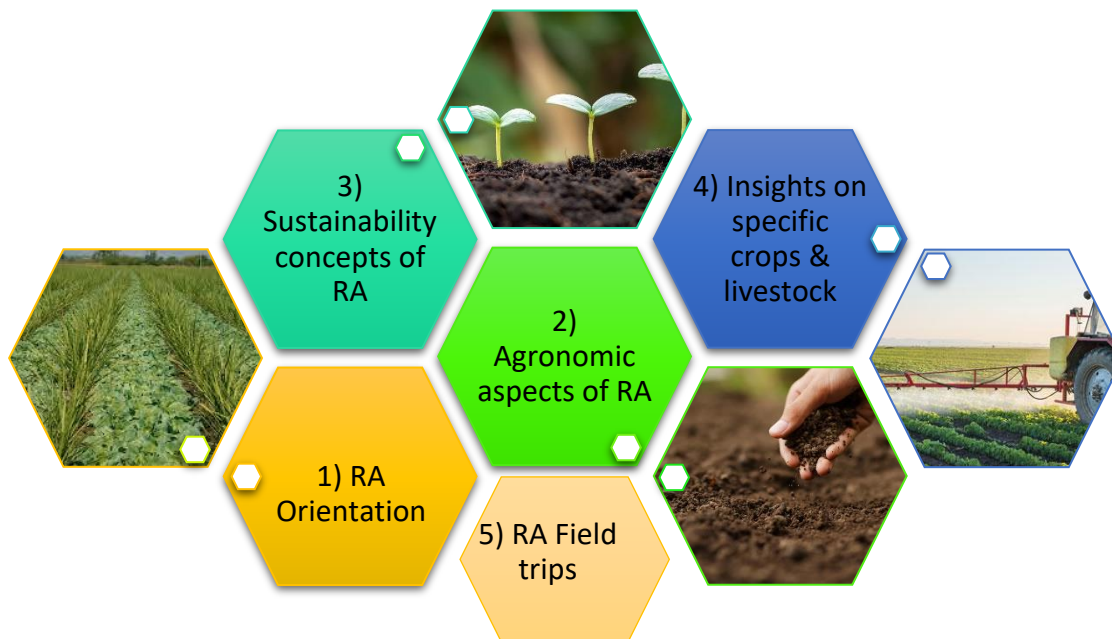 3)
Sustainability
concepts of
RA
4) Insights on
specific
crops &
livestock
2)
Agronomic
aspects of RA
1) RA
Orientation
5) RA Field
trips